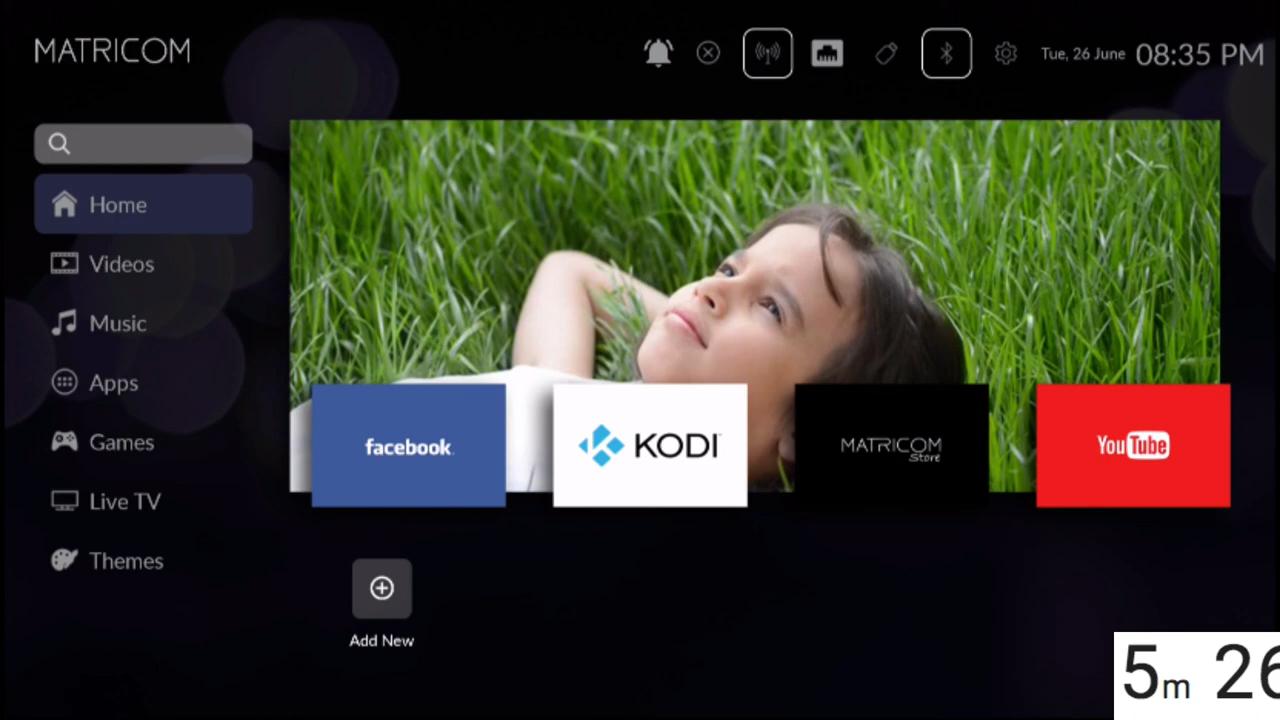 MATRICOM
Tue, 26 June 08:35 PM
Home
Videos
Music
Apps
Games
Live TV
Themes
facebook.
KODI
MATRICOM
Store
YouTube
Add New
5m 26